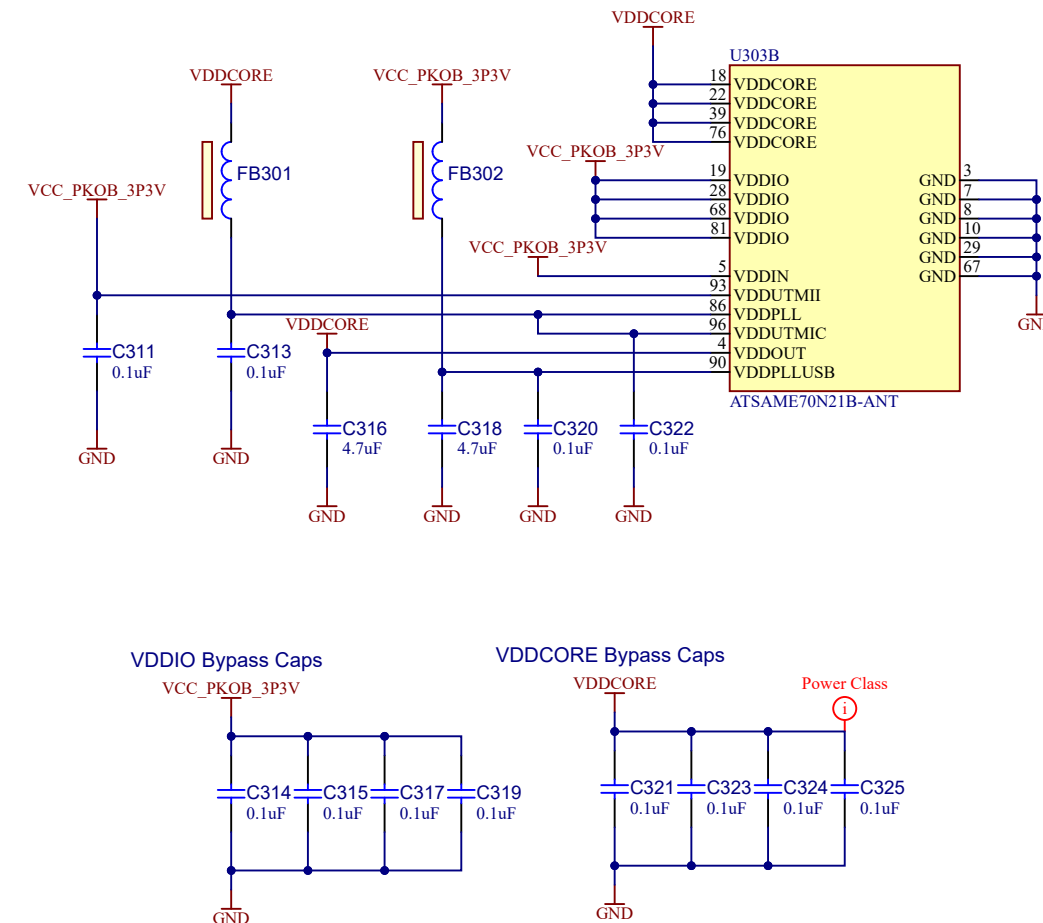 VDDCORE
U303B
VDDCORE
VCC_PKOB_3P3V
18 VDDCORE
22 VDDCORE
39 VDDCORE
76 VDDCORE
VCC_PKOB_3P3V
FB301
FB302
VCC_PKOB_3P3V
19 VDDIO
28 VDDIO
68 VDDIO
81 VDDIO
GND 3
GND 7
GND 8
GND 10
GND 29
GND 67
VCC_PKOB_3P3V
5 VDDIN
93 VDDUTMII
86 VDDPLL
96 VDDUTMIC
4 VDDOUT
90 VDDPLLUSB
GN
VDDCORE
C311
0.1uF
C313
0.1uF
ATSAME70N21B-ANT
C316
4.7uF
C318
4.7uF
C320
0.1uF
C322
0.1uF
GND
GND
GND
GND
GND
GND
VDDIO Bypass Caps
VCC_PKOB_3P3V
C314
0.1uF
C315
0.1uF
C317
0.1uF
C319
0.1uF
GND
VDDCORE Bypass Caps
VDDCORE
Power Class
i
C321
0.1uF
C323
0.1uF
C324
0.1uF
C325
0.1uF
GND